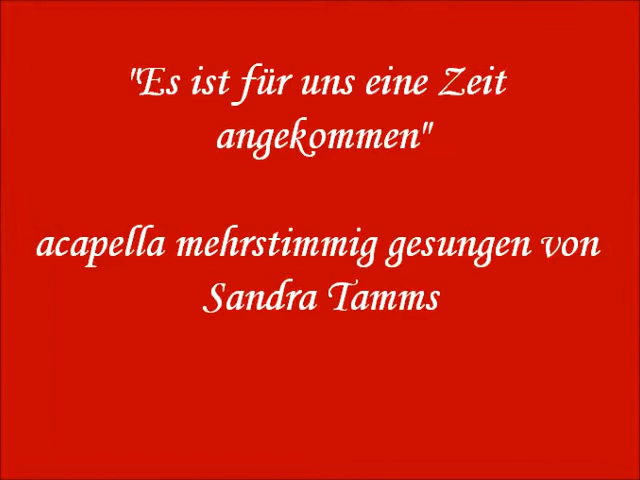 "Es ist für uns eine Zeit
angekommen"
acapella mehrstimmig gesungen von
Sandra Tamms